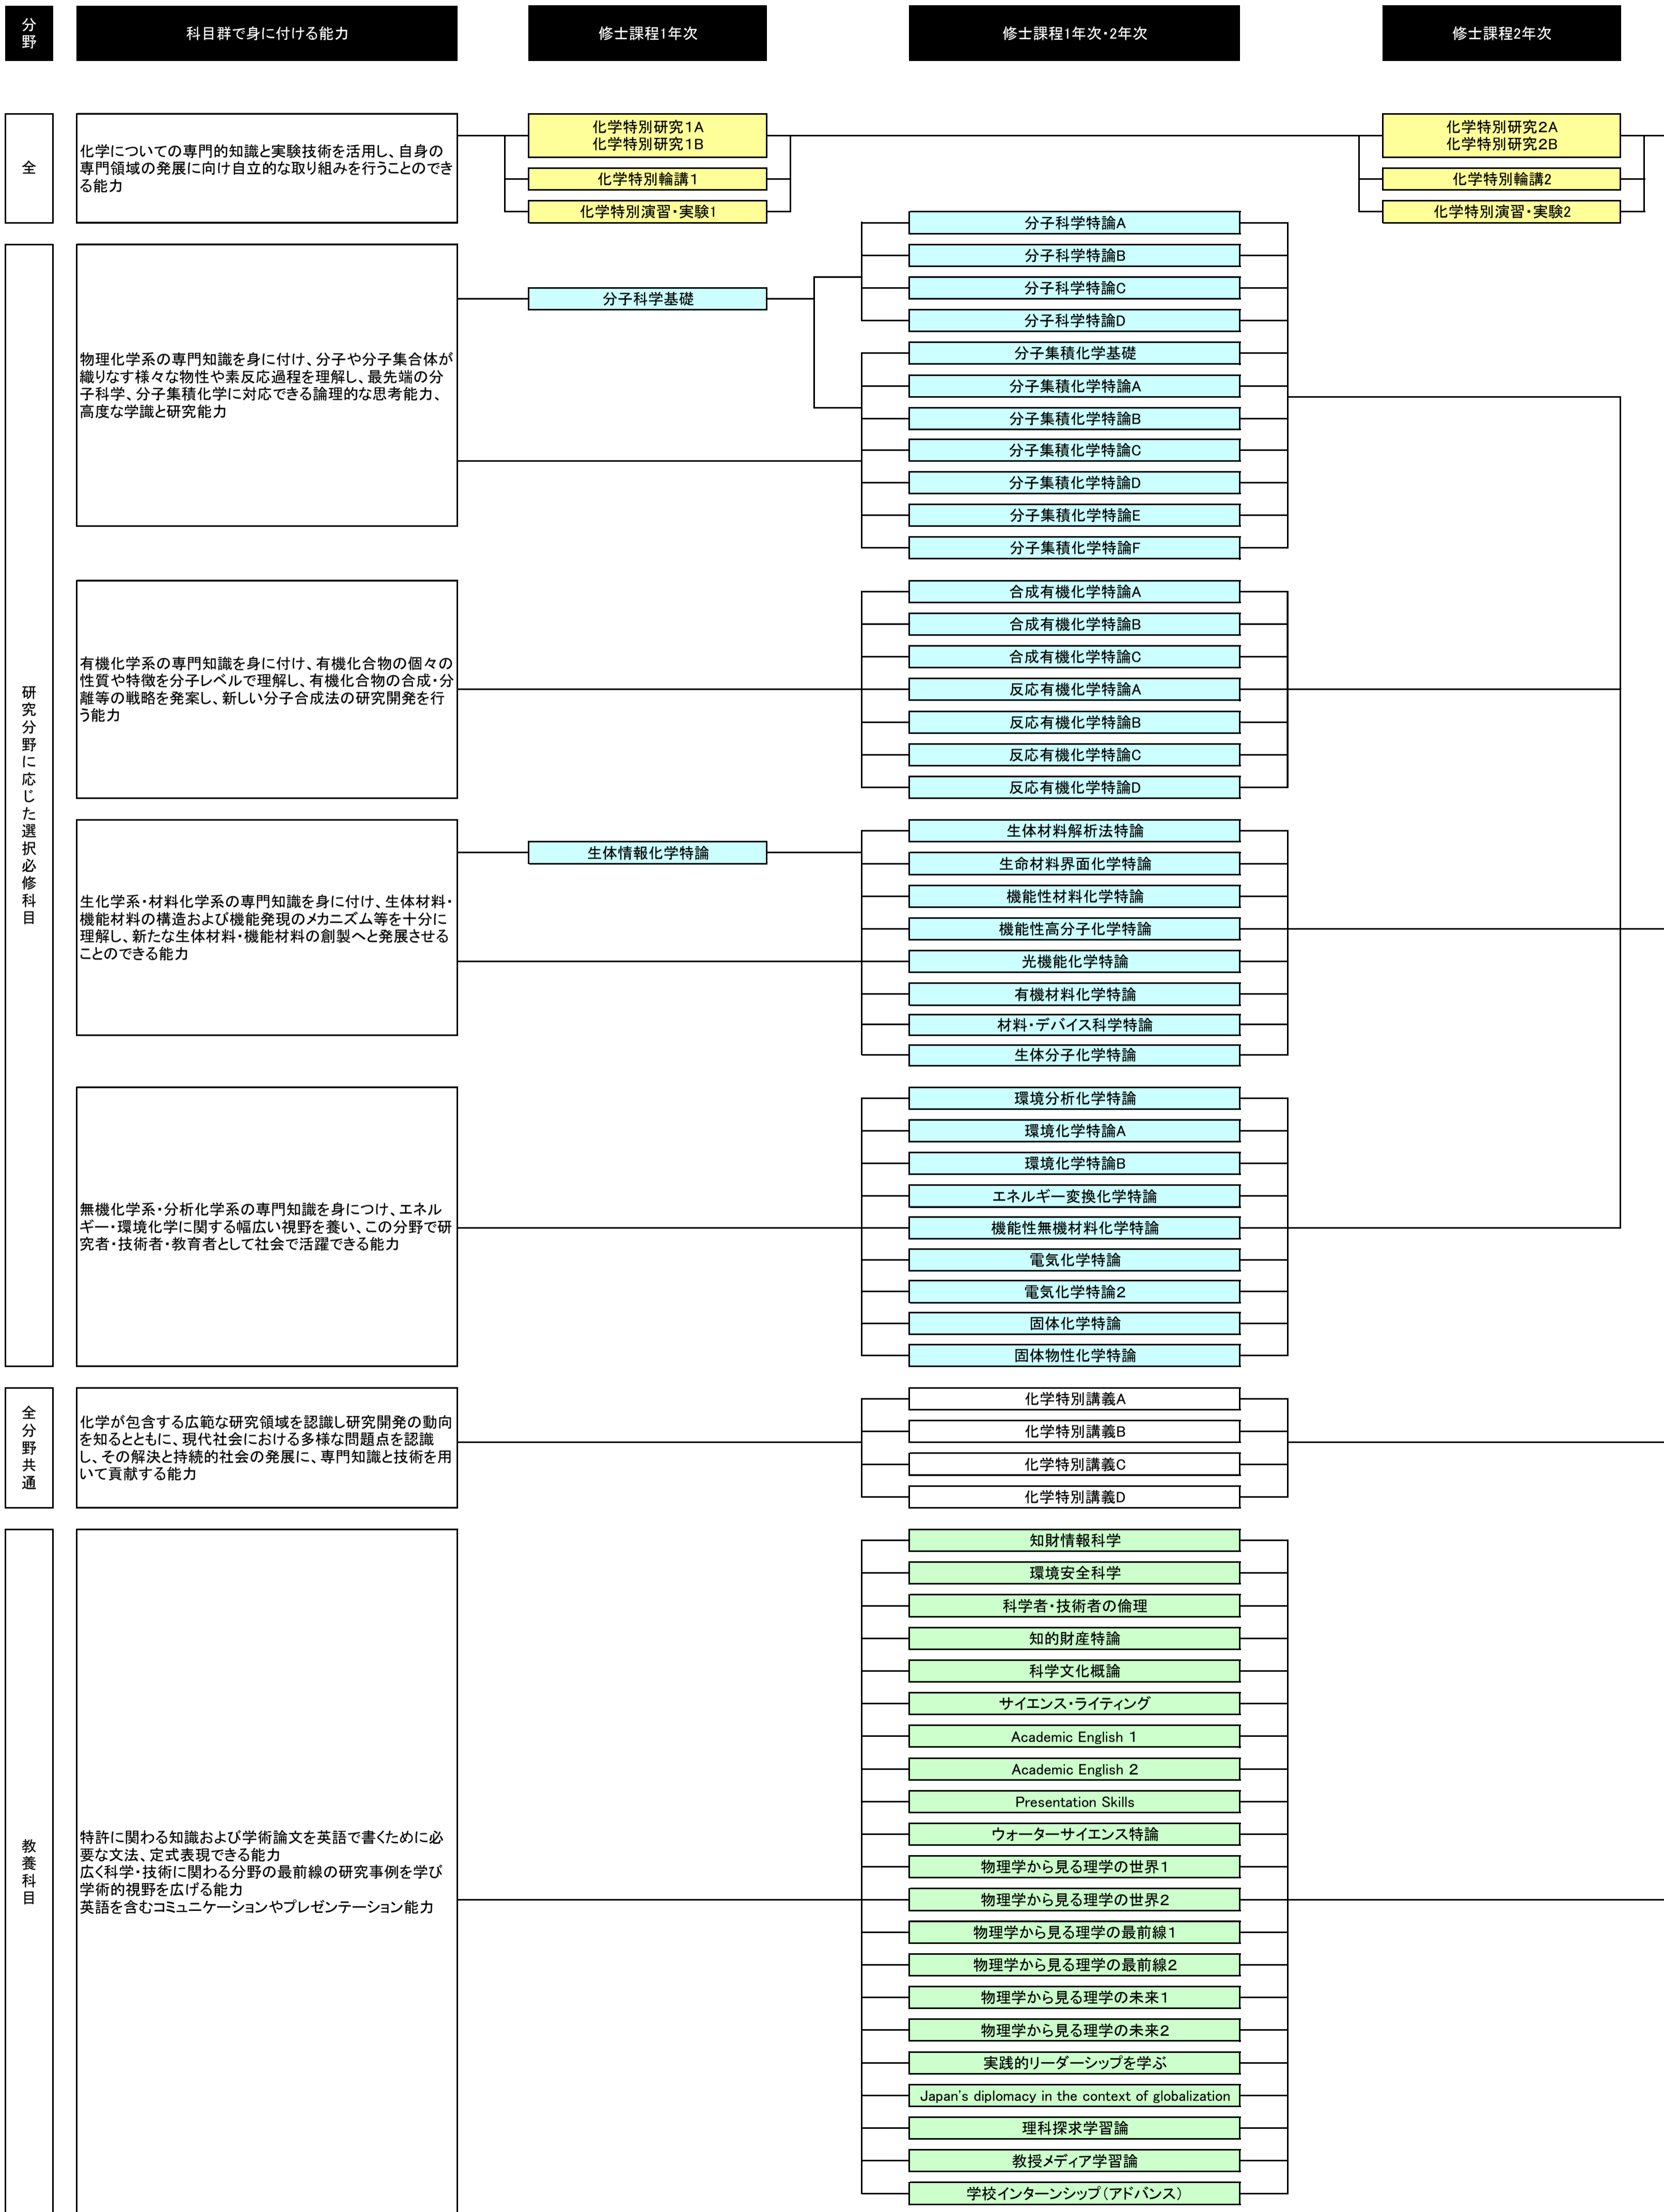 分野
科目群で身に付ける能力
修士課程1年次
修士課程1年次・2年次
修士課程2年次
全
化学についての専門的知識と実験技術を活用し、自身の
専門領域の発展に向け自立的な取り組みを行うことのでき
る能力
化学特別研究1A
化学特別研究1B
化学特別輪講1
化学特別演習・実験1
化学特別研究2A
化学特別研究2B
化学特別輪講2
化学特別演習・実験2
研究分野に応じた選択必修科目
物理化学系の専門知識を身に付け、分子や分子集合体が
織りなす様々な物性や素反応過程を理解し、最先端の分
子科学、分子集積化学に対応できる論理的な思考能力、
高度な学識と研究能力
分子科学基礎
分子科学特論A
分子科学特論B
分子科学特論C
分子科学特論D
分子集積化学基礎
分子集積化学特論A
分子集積化学特論B
分子集積化学特論C
分子集積化学特論D
分子集積化学特論E
分子集積化学特論F
有機化学系の専門知識を身に付け、有機化合物の個々の
性質や特徴を分子レベルで理解し、有機化合物の合成・分
離等の戦略を発案し、新しい分子合成法の研究開発を行
う能力
合成有機化学特論A
合成有機化学特論B
合成有機化学特論C
反応有機化学特論A
反応有機化学特論B
反応有機化学特論C
反応有機化学特論D
生化学系・材料化学系の専門知識を身に付け、生体材料・
機能材料の構造および機能発現のメカニズム等を十分に
理解し、新たな生体材料・機能材料の創製へと発展させる
ことのできる能力
生体情報化学特論
生体材料解析法特論
生命材料界面化学特論
機能性材料化学特論
機能性高分子化学特論
光機能化学特論
有機材料化学特論
材料・デバイス科学特論
生体分子化学特論
無機化学系・分析化学系の専門知識を身につけ、エネル
ギー・環境化学に関する幅広い視野を養い、この分野で研
究者・技術者・教育者として社会で活躍できる能力
環境分析化学特論
環境化学特論A
環境化学特論B
エネルギー変換化学特論
機能性無機材料化学特論
電気化学特論
電気化学特論2
固体化学特論
固体物性化学特論
全分野共通
化学が包含する広範な研究領域を認識し研究開発の動向
を知るとともに、現代社会における多様な問題点を認識
し、その解決と持続的社会の発展に、専門知識と技術を用
いて貢献する能力
化学特別講義A
化学特別講義B
化学特別講義C
化学特別講義D
教養科目
特許に関わる知識および学術論文を英語で書くために必
要な文法、定式表現できる能力
広く科学・技術に関わる分野の最前線の研究事例を学び
学術的視野を広げる能力
英語を含むコミュニケーションやプレゼンテーション能力
知財情報科学
環境安全科学
科学者・技術者の倫理
知的財産特論
科学文化概論
サイエンス・ライティング
Academic English 1
Academic English 2
Presentation Skills
ウォーターサイエンス特論
物理学から見る理学の世界1
物理学から見る理学の世界2
物理学から見る理学の最前線1
物理学から見る理学の最前線2
物理学から見る理学の未来1
物理学から見る理学の未来2
実践的リーダーシップを学ぶ
Japan's diplomacy in the context of globalization
理科探求学習論
教授メディア学習論
学校インターンシップ（アドバンス）